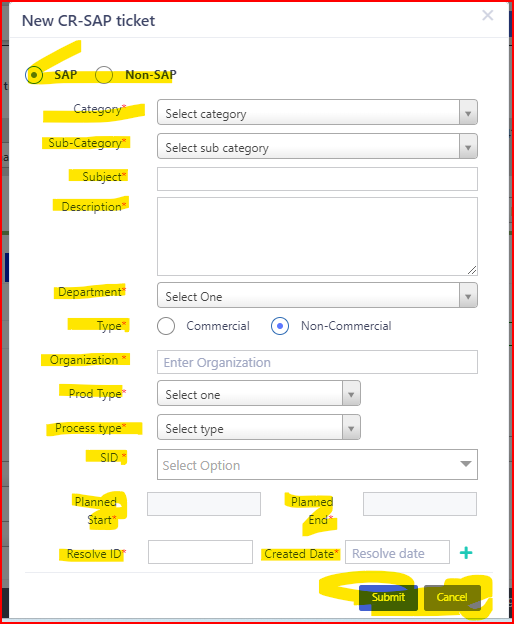 New CR-SAP ticket
SAP Non-SAP
Category* Select category
Sub-Category* Select sub category
Subject*
Description*
Department* Select One
Type* Commercial Non-Commercial
Organization * Enter Organization
Prod Type* Select one
Process type* Select type
SID * Select Option
Planned Start* Planned End*
Resolve ID* Created Date* Resolve date +
Submit Cancel